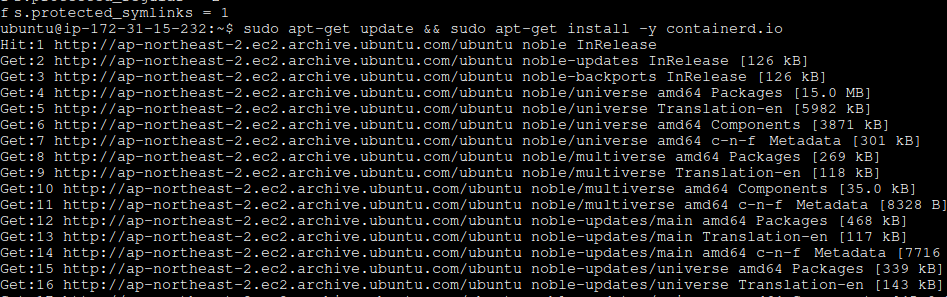 fs.protected_symlinks = 1
ubuntu@ip-172-31-15-232:~$ sudo apt-get update && sudo apt-get install -y containerd.io
Hit:1 http://ap-northeast-2.ec2.archive.ubuntu.com/ubuntu noble InRelease
Get:2 http://ap-northeast-2.ec2.archive.ubuntu.com/ubuntu noble-updates InRelease [126 kB]
Get:3 http://ap-northeast-2.ec2.archive.ubuntu.com/ubuntu noble-backports InRelease [126 kB]
Get:4 http://ap-northeast-2.ec2.archive.ubuntu.com/ubuntu noble/universe amd64 Packages [15.0 MB]
Get:5 http://ap-northeast-2.ec2.archive.ubuntu.com/ubuntu noble/universe Translation-en [5982 kB]
Get:6 http://ap-northeast-2.ec2.archive.ubuntu.com/ubuntu noble/universe amd64 Components [3871 kB]
Get:7 http://ap-northeast-2.ec2.archive.ubuntu.com/ubuntu noble/universe amd64 c-n-f Metadata [301 kB]
Get:8 http://ap-northeast-2.ec2.archive.ubuntu.com/ubuntu noble/multiverse amd64 Packages [269 kB]
Get:9 http://ap-northeast-2.ec2.archive.ubuntu.com/ubuntu noble/multiverse Translation-en [118 kB]
Get:10 http://ap-northeast-2.ec2.archive.ubuntu.com/ubuntu noble/multiverse amd64 Components [35.0 kB]
Get:11 http://ap-northeast-2.ec2.archive.ubuntu.com/ubuntu noble/multiverse amd64 c-n-f Metadata [8328 B]
Get:12 http://ap-northeast-2.ec2.archive.ubuntu.com/ubuntu noble-updates/main amd64 Packages [468 kB]
Get:13 http://ap-northeast-2.ec2.archive.ubuntu.com/ubuntu noble-updates/main Translation-en [117 kB]
Get:14 http://ap-northeast-2.ec2.archive.ubuntu.com/ubuntu noble-updates/main amd64 c-n-f Metadata [7716
Get:15 http://ap-northeast-2.ec2.archive.ubuntu.com/ubuntu noble-updates/universe amd64 Packages [339 kB]
Get:16 http://ap-northeast-2.ec2.archive.ubuntu.com/ubuntu noble-updates/universe Translation-en [143 kB]